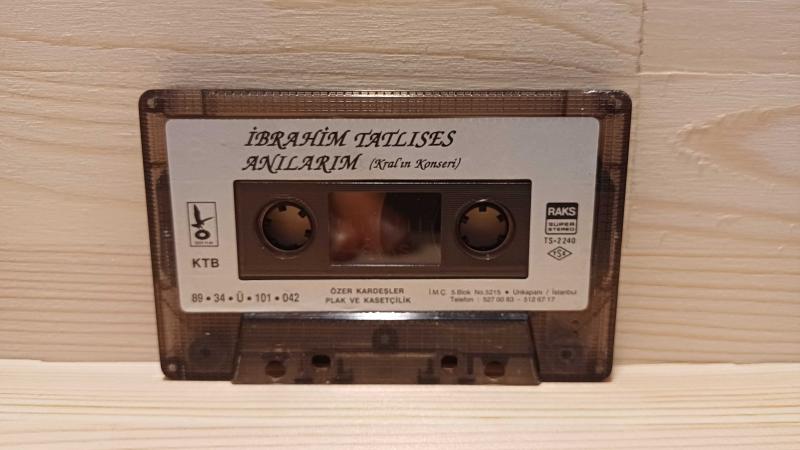 İBRAHİM TATLISES
ANILARIM (Kral'ın Konseri)
KTB
89 • 34 • Ü • 101 • 042
ÖZER KARDEŞLER
PLAK VE KASETÇİLİK
İ.M.Ç. 5.Blok No.5215 • Unkapanı / İstanbul
Telefon : 527 00 83 - 512 67 17
RAKS
SUPER
STEREO
TS-2240
TSE